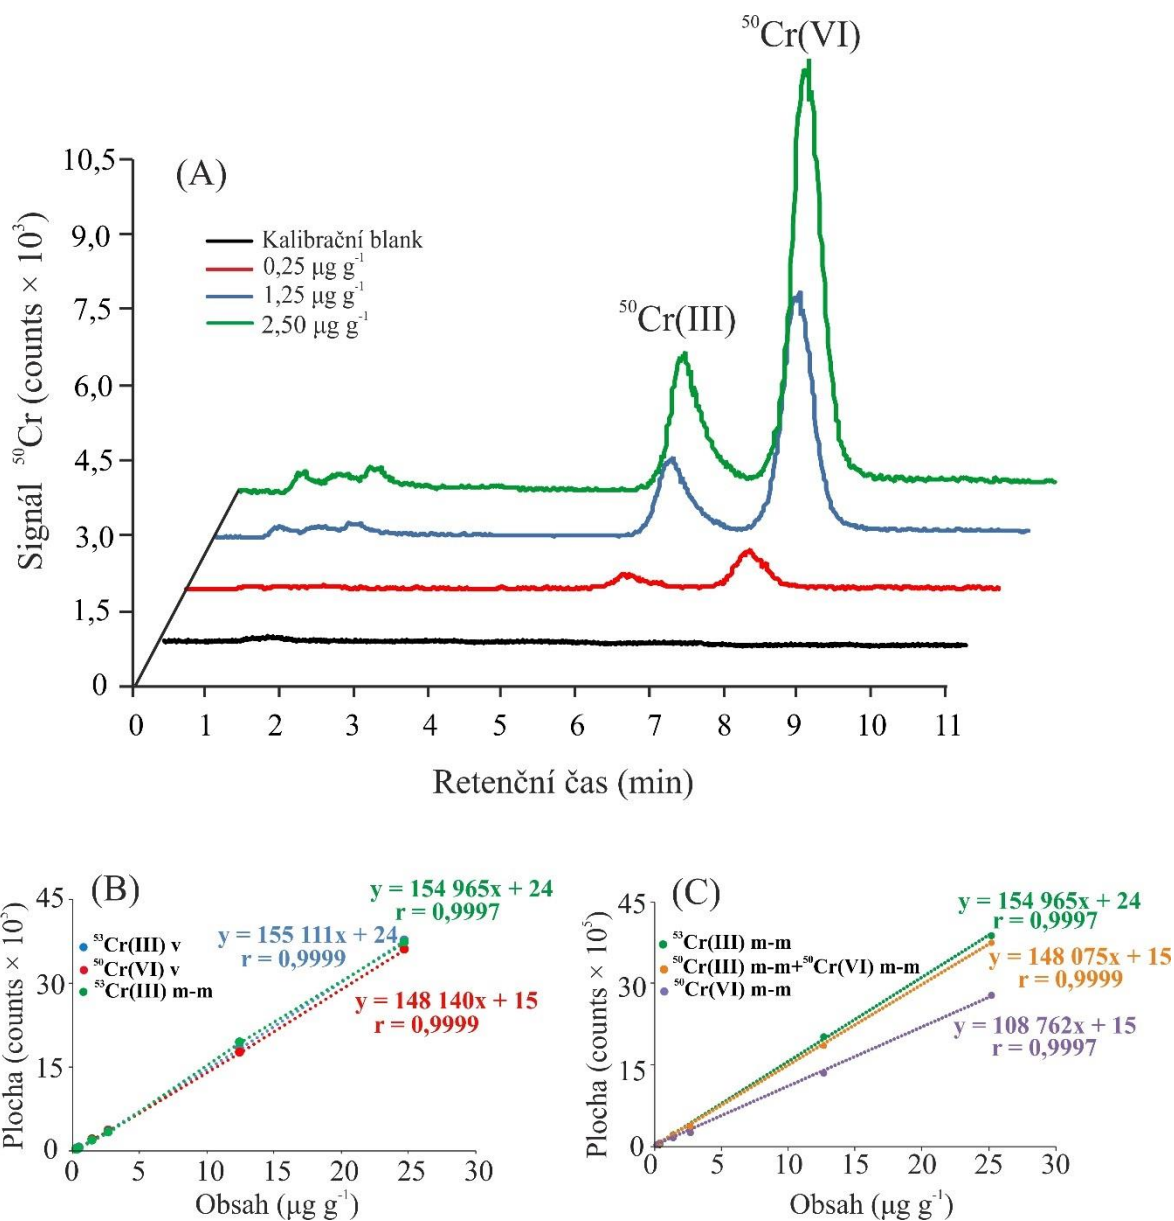 ⁵⁰Cr(VI)
(A)
Kalibrační blank
0,25 µg g⁻¹
1,25 µg g⁻¹
2,50 µg g⁻¹
⁵⁰Cr(III)
Signál ⁵⁰Cr (counts × 10³)
10,5
9,0
7,5
6,0
4,5
3,0
1,5
0
0 1 2 3 4 5 6 7 8 9 10 11
Retenční čas (min)
(B)
⁵³Cr(III) v
⁵⁰Cr(VI) v
⁵³Cr(III) m-m
y = 154 965x + 24
r = 0,9997
y = 155 111x + 24
r = 0,9999
y = 148 140x + 15
r = 0,9999
Plocha (counts × 10⁵)
45
30
15
0
0 5 10 15 20 25 30
Obsah (µg g⁻¹)
(C)
⁵³Cr(III) m-m
⁵⁰Cr(III) m-m+⁵⁰Cr(VI) m-m
⁵⁰Cr(VI) m-m
y = 154 965x + 24
r = 0,9997
y = 148 075x + 15
r = 0,9999
y = 108 762x + 15
r = 0,9997
Plocha (counts × 10⁵)
45
30
15
0
0 5 10 15 20 25 30
Obsah (µg g⁻¹)